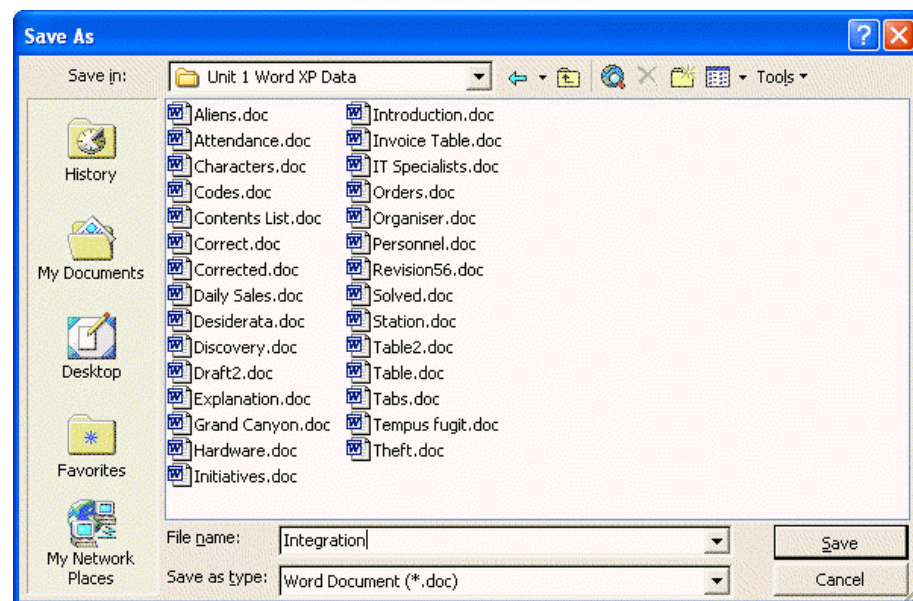 Save As
Save in:
Unit 1 Word XP Data
Tools
History
My Documents
Desktop
Favorites
My Network
Places
Aliens.doc
Attendance.doc
Characters.doc
Codes.doc
Contents List.doc
Correct.doc
Corrected.doc
Daily Sales.doc
Desiderata.doc
Discovery.doc
Draft2.doc
Explanation.doc
Grand Canyon.doc
Hardware.doc
Initiatives.doc
Introduction.doc
Invoice Table.doc
IT Specialists.doc
Orders.doc
Organiser.doc
Personnel.doc
Revision56.doc
Solved.doc
Station.doc
Table2.doc
Table.doc
Tabs.doc
Tempus fugit.doc
Theft.doc
File name:
Integration
Save
Save as type:
Word Document (*.doc)
Cancel